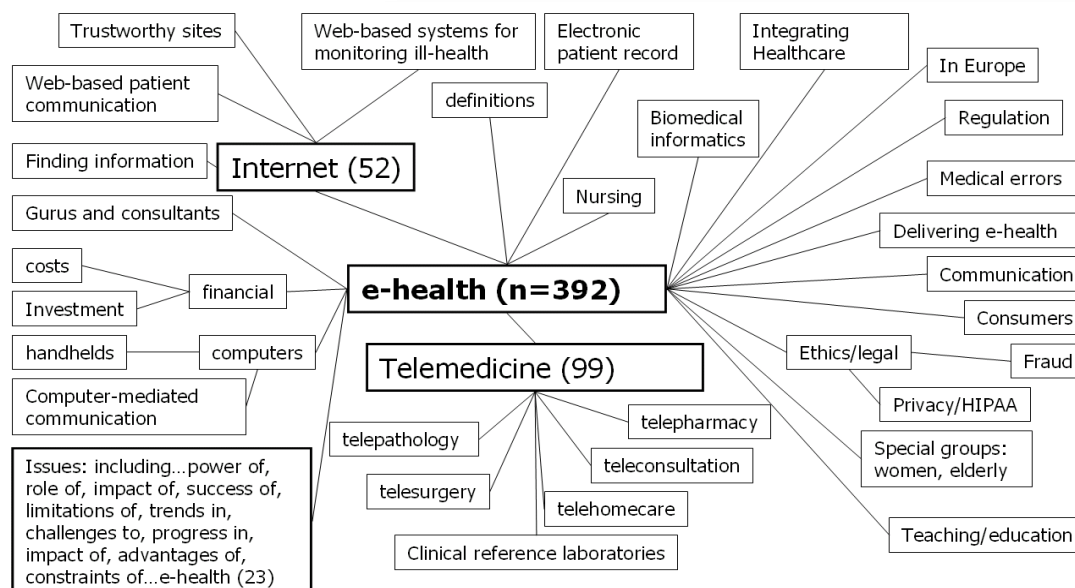 Trustworthy sites
Web-based systems for
monitoring ill-health
Electronic
patient record
Integrating
Healthcare
In Europe
Web-based patient
communication
definitions
Biomedical
informatics
Regulation
Finding information
Internet (52)
Medical errors
Gurus and consultants
Nursing
Delivering e-health
costs
financial
e-health (n=392)
Communication
Investment
Consumers
handhelds
computers
Telemedicine (99)
Ethics/legal
Fraud
Computer-mediated
communication
Privacy/HIPAA
telepharmacy
telepathology
Special groups:
women, elderly
teleconsultation
Issues: including...power of,
role of, impact of, success of,
limitations of, trends in,
challenges to, progress in,
impact of, advantages of,
constraints of...e-health (23)
telesurgery
telehomecare
Teaching/education
Clinical reference laboratories